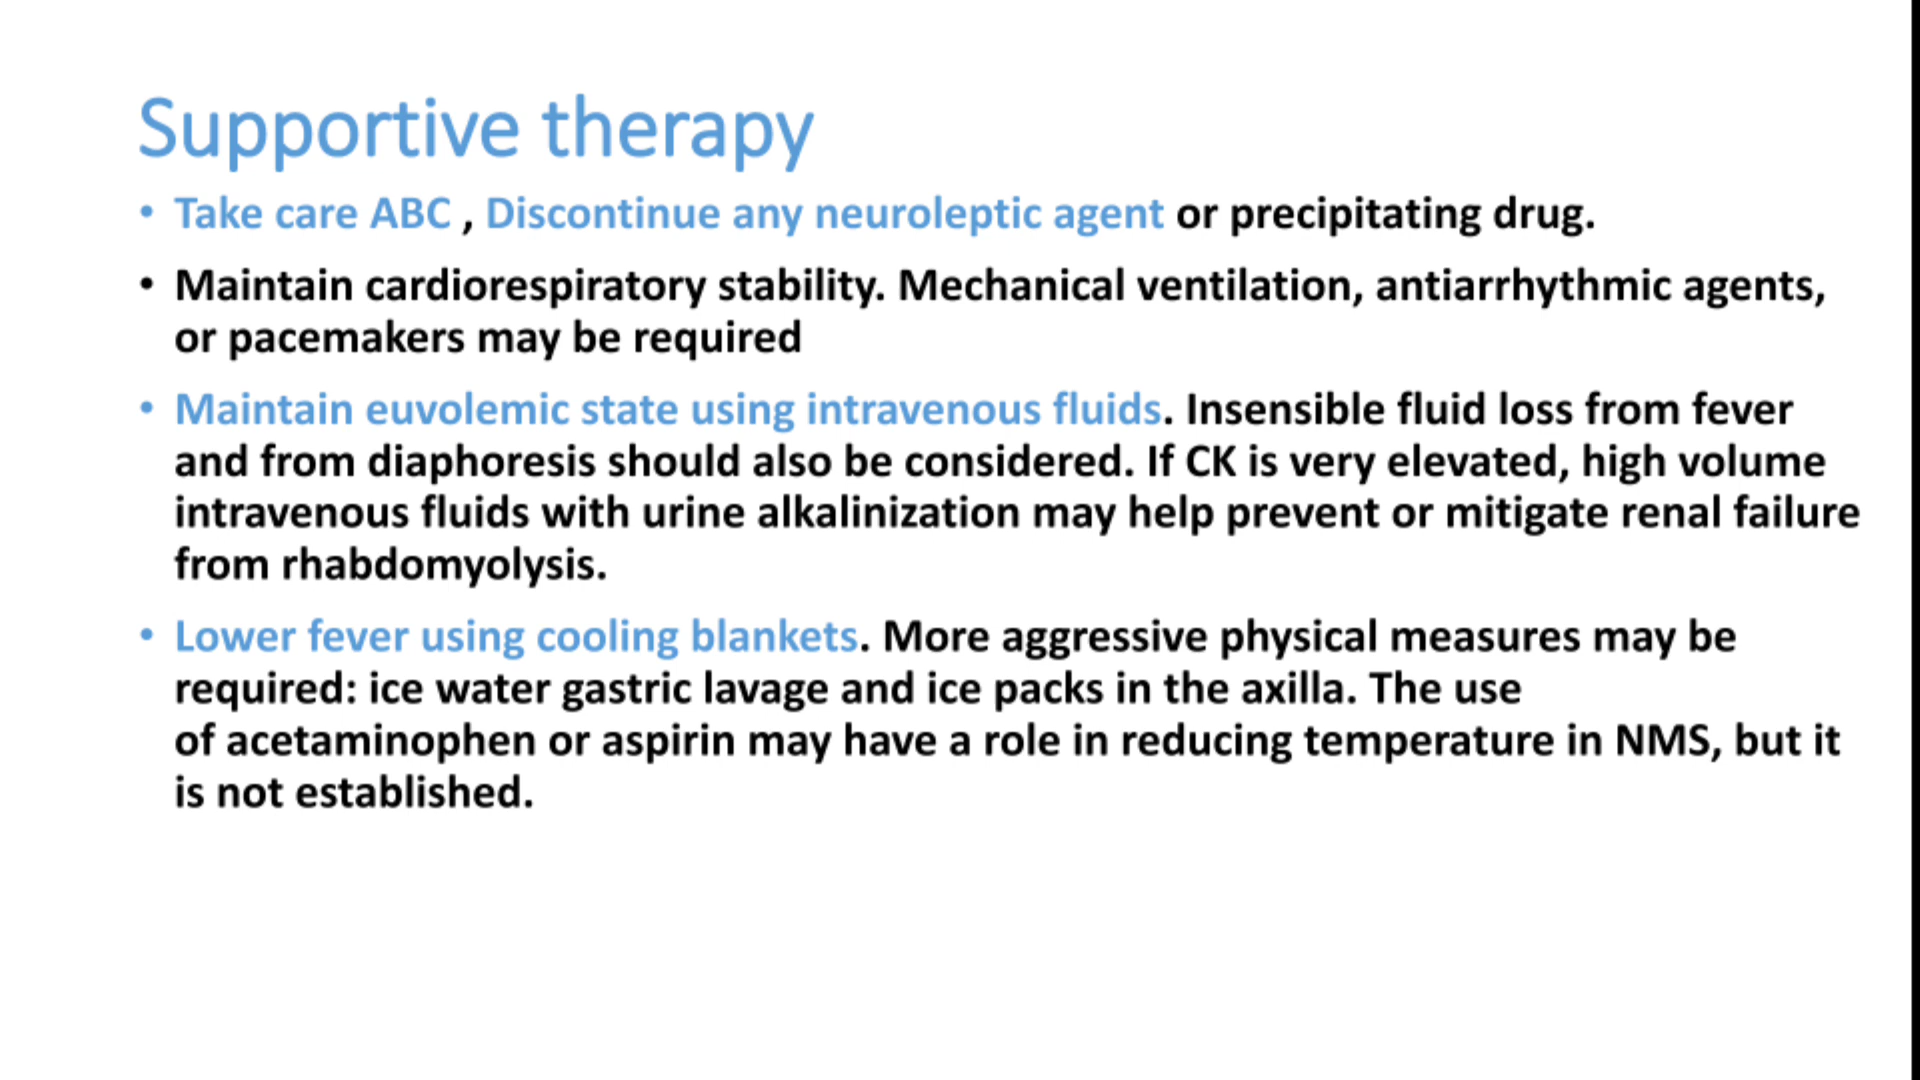 Supportive therapy
• Take care ABC , Discontinue any neuroleptic agent or precipitating drug.
• Maintain cardiorespiratory stability. Mechanical ventilation, antiarrhythmic agents,
or pacemakers may be required
• Maintain euvolemic state using intravenous fluids. Insensible fluid loss from fever
and from diaphoresis should also be considered. If CK is very elevated, high volume
intravenous fluids with urine alkalinization may help prevent or mitigate renal failure
from rhabdomyolysis.
• Lower fever using cooling blankets. More aggressive physical measures may be
required: ice water gastric lavage and ice packs in the axilla. The use
of acetaminophen or aspirin may have a role in reducing temperature in NMS, but it
is not established.